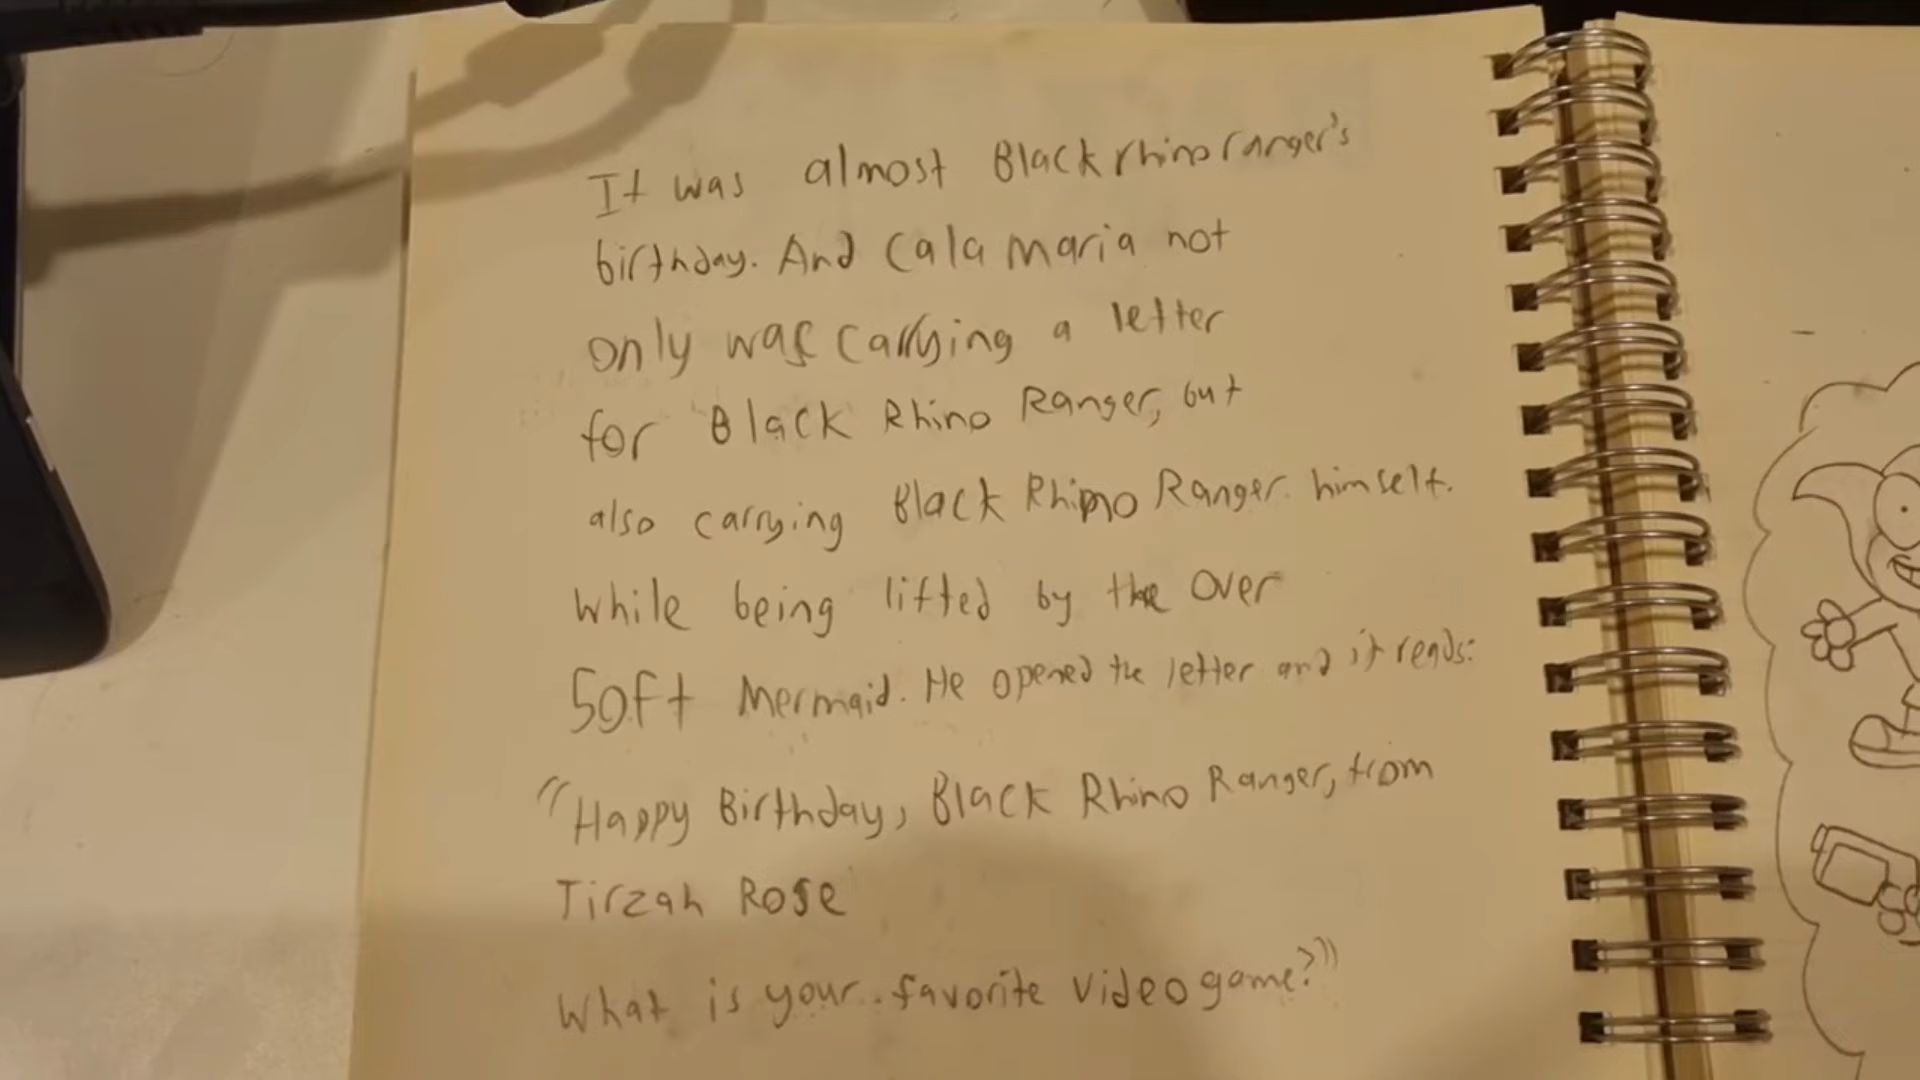 It was almost Black rhino ranger's
birthday. And Cala maria not
only was carrying a letter
for Black Rhino Ranger, but
also carrying Black Rhino Ranger himself.
While being lifted by the over
50ft mermaid. He opened the letter and it reads:
"Happy Birthday, Black Rhino Ranger, from
Tirzah Rose
What is your favorite video game?"